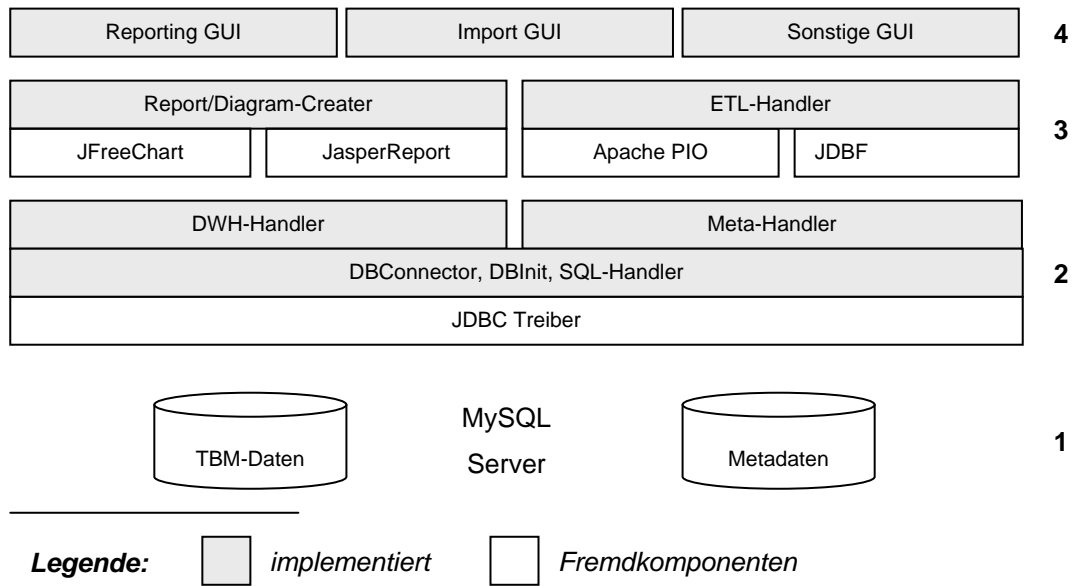 Reporting GUI
Import GUI
Sonstige GUI
4
Report/Diagram-Creater
ETL-Handler
3
JFreeChart
JasperReport
Apache PIO
JDBF
DWH-Handler
Meta-Handler
DBConnector, DBInit, SQL-Handler
2
JDBC Treiber
TBM-Daten
MySQL
Server
Metadaten
1
Legende:
implementiert
Fremdkomponenten